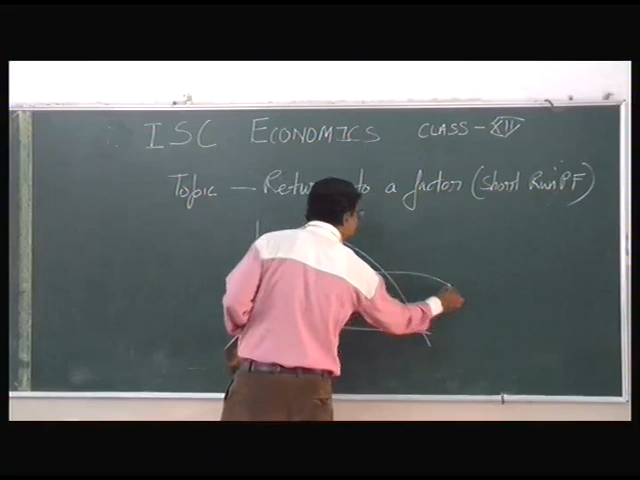 ISC ECONOMICS CLASS - XII
Topic — Retu to a factor (Short Run PF)